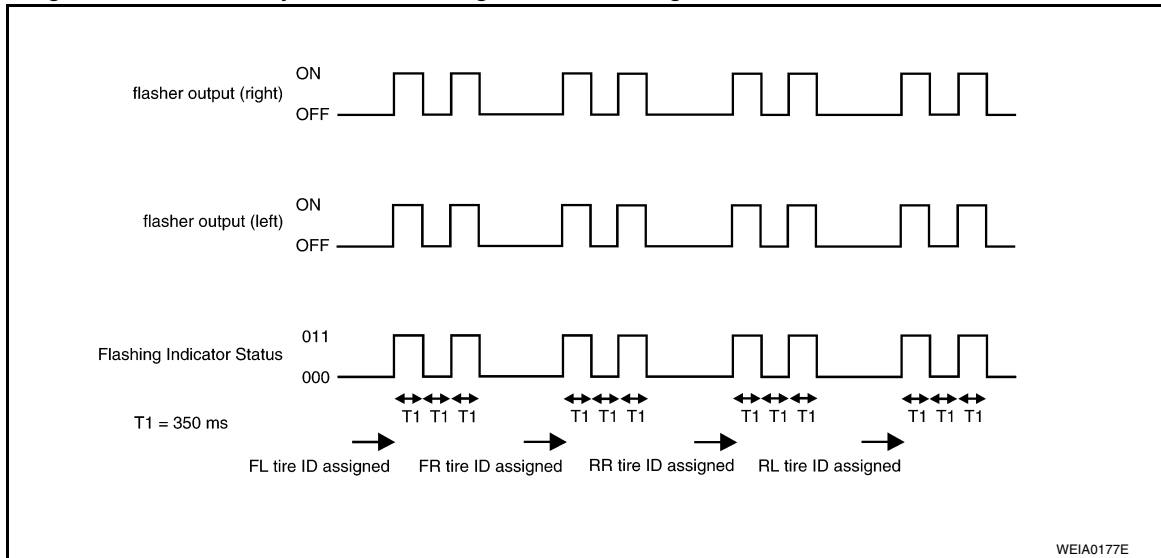 ON
flasher output (right)
OFF
ON
flasher output (left)
OFF
011
Flashing Indicator Status
000
T1 T1 T1 T1 T1 T1 T1 T1 T1 T1 T1 T1
T1 = 350 ms
FL tire ID assigned FR tire ID assigned RR tire ID assigned RL tire ID assigned
WEIA0177E